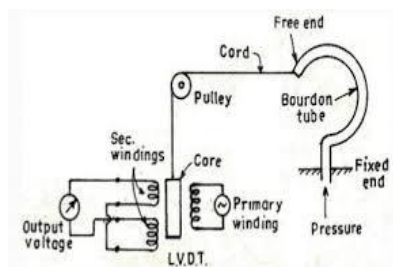 Free end
Cord
Pulley
Bourdon
tube
Sec.
windings
Core
Fixed
end
Primary
winding
Output
voltage
Pressure
L.V.D.T.